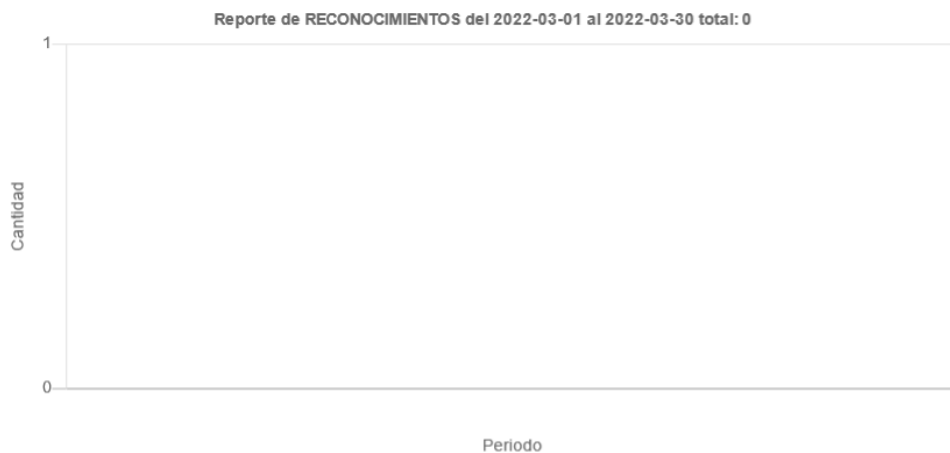 Reporte de RECONOCIMIENTOS del 2022-03-01 al 2022-03-30 total: 0
1
Cantidad
0
Periodo